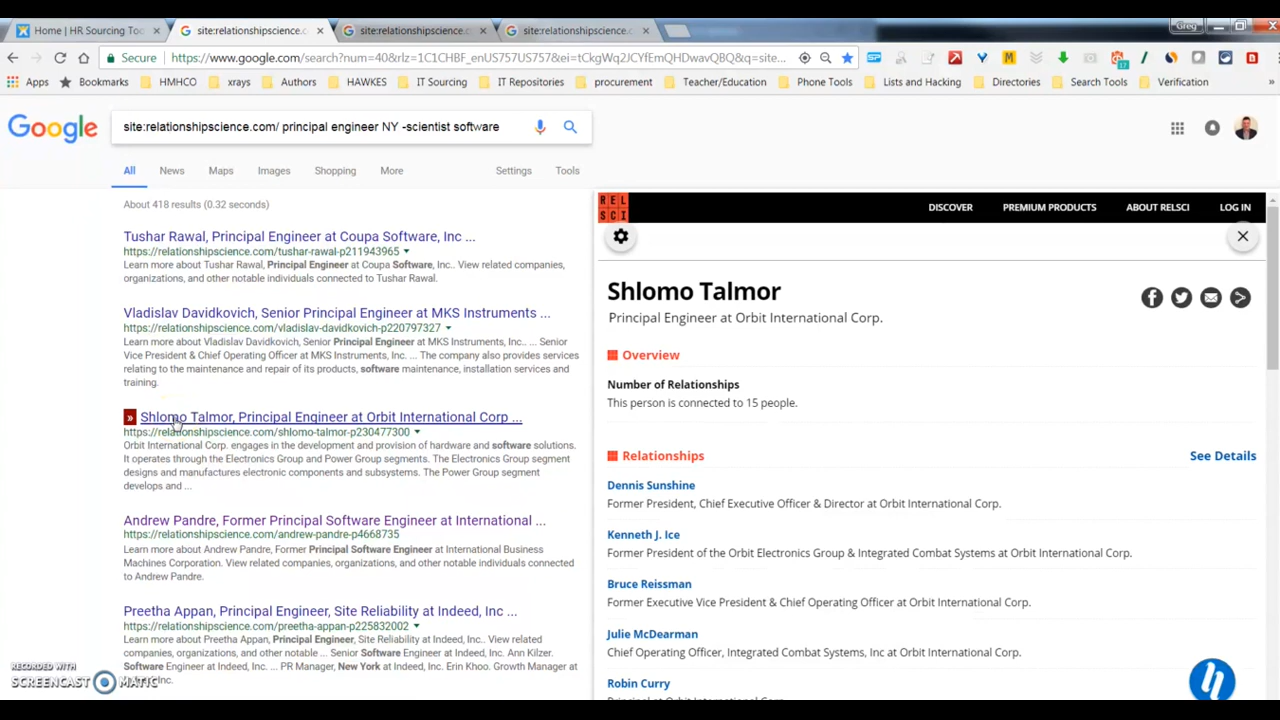 Home | HR Sourcing Too
site:relationshipscience.c
site:relationshipscience.c
site:relationshipscience.c
Greg
Secure
https://www.google.com/search?num=40&rlz=1C1CHBF_enUS757US757&ei=tCkgWq2JCYfEmQHDwavQBQ&q=site...
Apps
Bookmarks
HMHCO
xrays
Authors
HAWKES
IT Sourcing
IT Repositories
procurement
Teacher/Education
Phone Tools
Lists and Hacking
Directories
Search Tools
Verification
»
Google
site:relationshipscience.com/ principal engineer NY -scientist software
All
News
Maps
Images
Shopping
More
Settings
Tools
About 418 results (0.32 seconds)
Tushar Rawal, Principal Engineer at Coupa Software, Inc ...
https://relationshipscience.com/tushar-rawal-p211943965
Learn more about Tushar Rawal, Principal Engineer at Coupa Software, Inc.. View related companies,
organizations, and other notable individuals connected to Tushar Rawal.
Vladislav Davidkovich, Senior Principal Engineer at MKS Instruments ...
https://relationshipscience.com/vladislav-davidkovich-p220797327
Learn more about Vladislav Davidkovich, Senior Principal Engineer at MKS Instruments, Inc.. ... Senior
Vice President & Chief Operating Officer at MKS Instruments, Inc. ... The company also provides services
relating to the maintenance and repair of its products, software maintenance, installation services and
training.
» Shlomo Talmor, Principal Engineer at Orbit International Corp ...
https://relationshipscience.com/shlomo-talmor-p230477300
Orbit International Corp. engages in the development and provision of hardware and software solutions.
It operates through the Electronics Group and Power Group segments. The Electronics Group segment
designs and manufactures electronic components and subsystems. The Power Group segment
develops and ...
Andrew Pandre, Former Principal Software Engineer at International ...
https://relationshipscience.com/andrew-pandre-p4668735
Learn more about Andrew Pandre, Former Principal Software Engineer at International Business
Machines Corporation. View related companies, organizations, and other notable individuals connected
to Andrew Pandre.
Preetha Appan, Principal Engineer, Site Reliability at Indeed, Inc ...
https://relationshipscience.com/preetha-appan-p225832002
Learn more about Preetha Appan, Principal Engineer, Site Reliability at Indeed, Inc.. View related
companies, organizations, and other notable ... Senior Software Engineer at Indeed, Inc. Ann Kilzer.
Software Engineer at Indeed, Inc. ... PR Manager, New York at Indeed, Inc. Erin Khoo. Growth Manager at
Inc.
RECORDED WITH
SCREENCAST MATIC
REL
SCI
DISCOVER
PREMIUM PRODUCTS
ABOUT RELSCI
LOG IN
Shlomo Talmor
Principal Engineer at Orbit International Corp.
Overview
Number of Relationships
This person is connected to 15 people.
Relationships
See Details
Dennis Sunshine
Former President, Chief Executive Officer & Director at Orbit International Corp.
Kenneth J. Ice
Former President of the Orbit Electronics Group & Integrated Combat Systems at Orbit International Corp.
Bruce Reissman
Former Executive Vice President & Chief Operating Officer at Orbit International Corp.
Julie McDearman
Chief Operating Officer, Integrated Combat Systems, Inc at Orbit International Corp.
Robin Curry
Principal at Orbit International Corp.